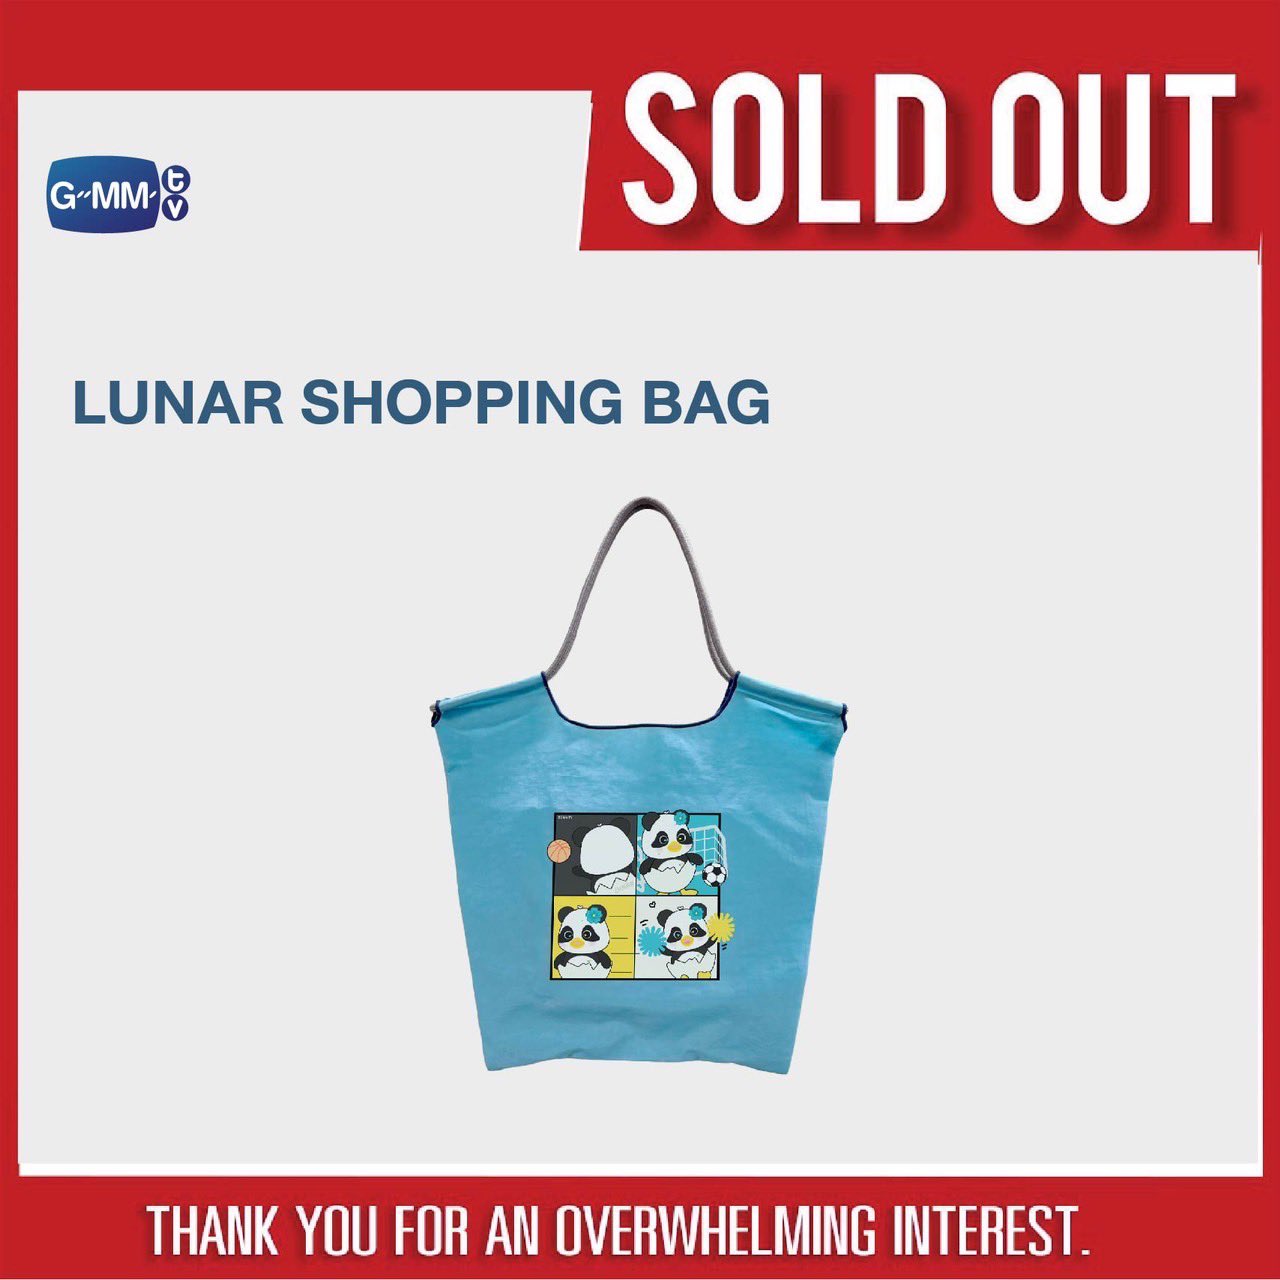 SOLD OUT
G"MM'
tv
LUNAR SHOPPING BAG
THANK YOU FOR AN OVERWHELMING INTEREST.